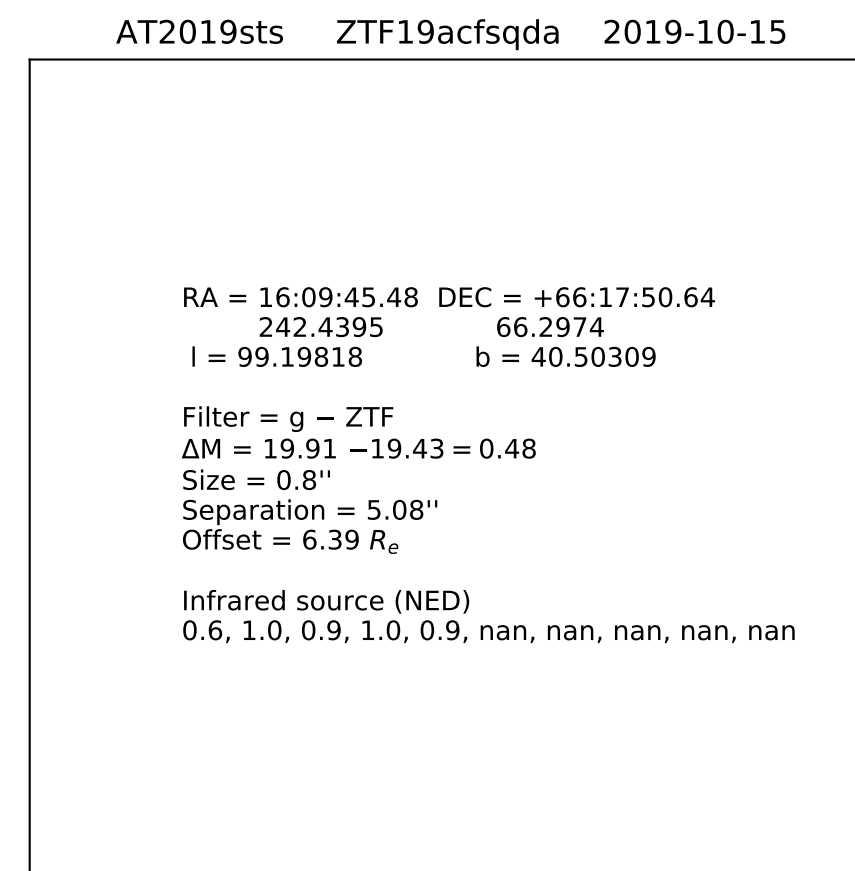 AT2019sts ZTF19acfsqda 2019-10-15
RA = 16:09:45.48 DEC = +66:17:50.64
242.4395 66.2974
l = 99.19818 b = 40.50309
Filter = g − ZTF
ΔM = 19.91 −19.43 = 0.48
Size = 0.8''
Separation = 5.08''
Offset = 6.39 Re
Infrared source (NED)
0.6, 1.0, 0.9, 1.0, 0.9, nan, nan, nan, nan, nan